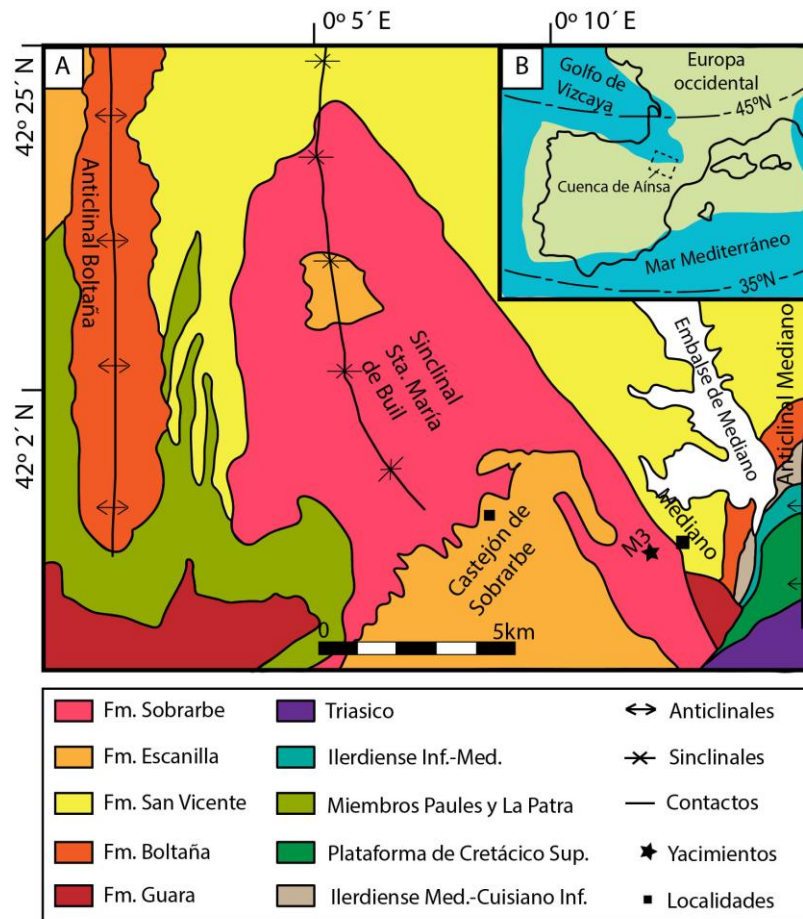 0º 5´ E
0º 10´ E
A
B
42º 25´ N
42º 2´ N
Golfo de
Vizcaya
Europa
occidental
45ºN
Cuenca de Aínsa
Mar Mediterráneo
35ºN
Anticlinal Boltaña
Sinclinal
Sta. María
de Buil
Embalse de Mediano
Anticlinal Mediano
Castejón de
Sobrarbe
M3
Mediano
0
5km
Fm. Sobrarbe
Triasico
Anticlinales
Fm. Escanilla
Ilerdiense Inf.-Med.
Sinclinales
Fm. San Vicente
Miembros Paules y La Patra
Contactos
Fm. Boltaña
Plataforma de Cretácico Sup.
Yacimientos
Fm. Guara
Ilerdiense Med.-Cuisiano Inf.
Localidades